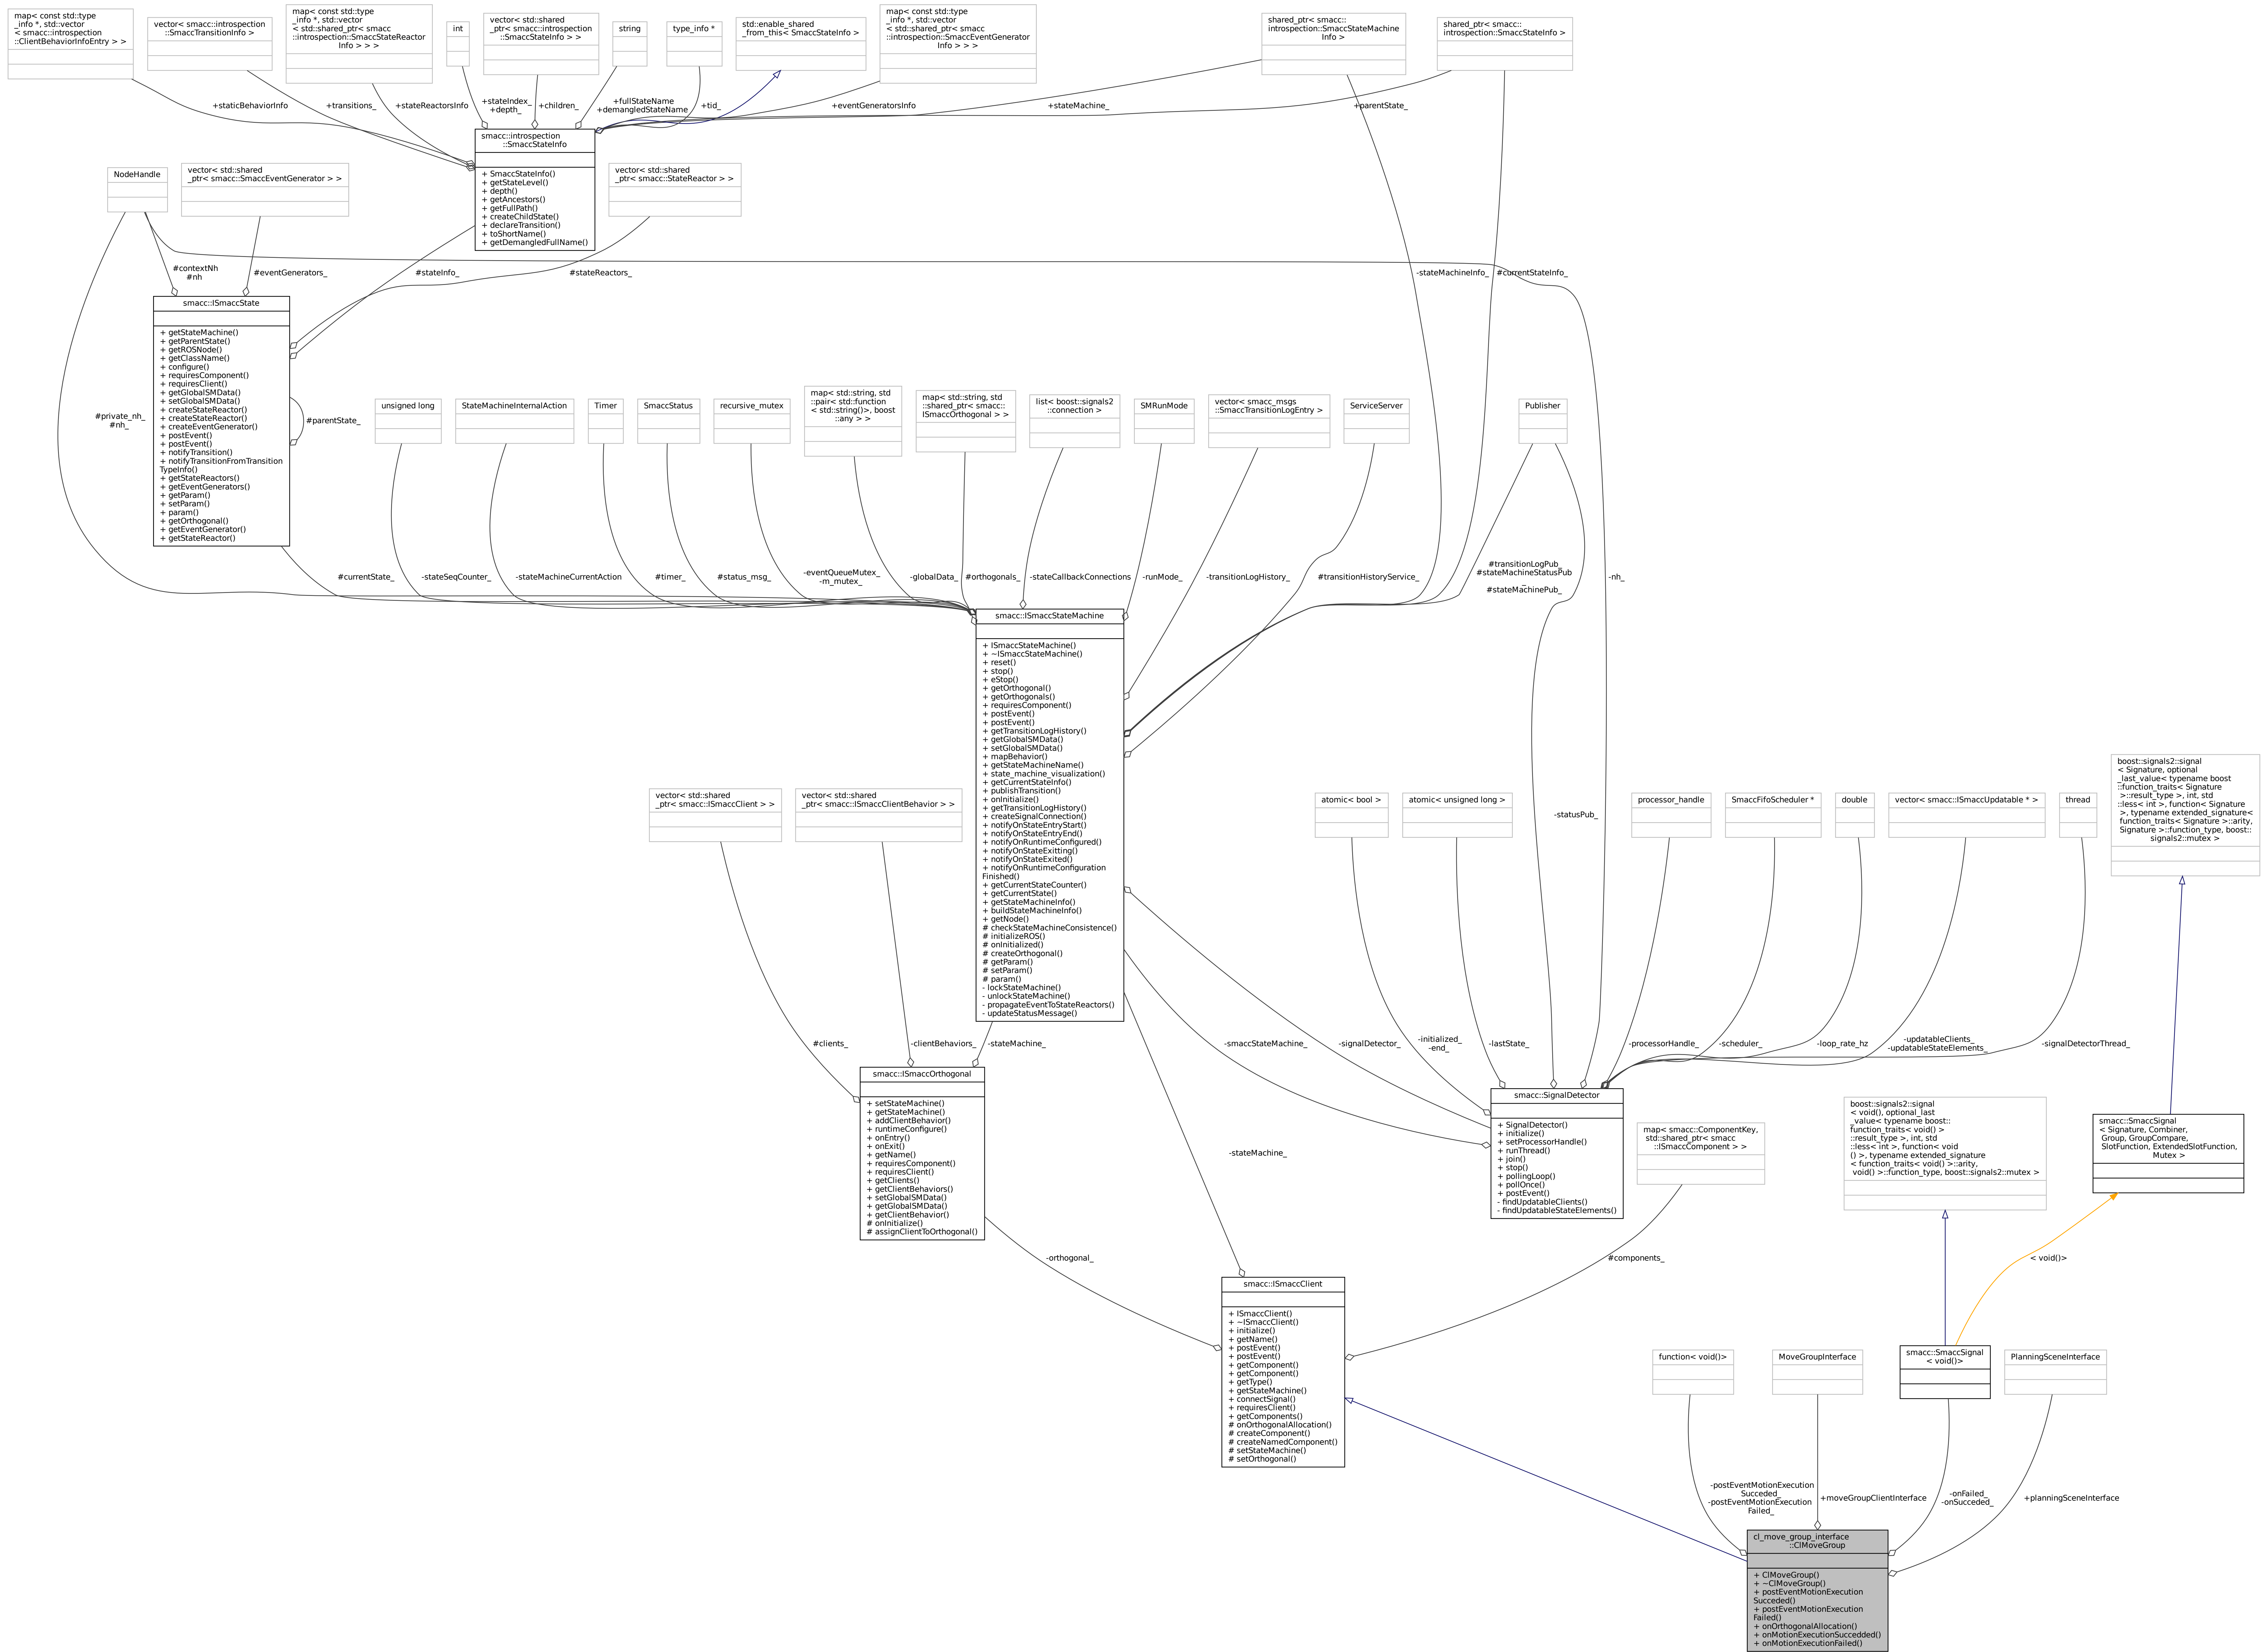 map< const std::type
_info *, std::vector
< smacc::introspection
::ClientBehaviorInfoEntry > >
vector< smacc::introspection
::SmaccTransitionInfo >
map< const std::type
_info *, std::vector
< std::shared_ptr< smacc
::introspection::SmaccStateReactor
Info > > >
int
vector< std::shared
_ptr< smacc::introspection
::SmaccStateInfo > >
string
type_info *
std::enable_shared
_from_this< SmaccStateInfo >
map< const std::type
_info *, std::vector
< std::shared_ptr< smacc
::introspection::SmaccEventGenerator
Info > > >
shared_ptr< smacc::
introspection::SmaccStateMachine
Info >
shared_ptr< smacc::
introspection::SmaccStateInfo >
+staticBehaviorInfo
+transitions_
+stateReactorsInfo
+stateIndex_
+depth_
+children_
+fullStateName
+demangledStateName
+tid_
+eventGeneratorsInfo
+stateMachine_
+parentState_
smacc::introspection
::SmaccStateInfo
+ SmaccStateInfo()
+ getStateLevel()
+ depth()
+ getAncestors()
+ getFullPath()
+ createChildState()
+ declareTransition()
+ toShortName()
+ getDemangledFullName()
NodeHandle
vector< std::shared
_ptr< smacc::SmaccEventGenerator > >
vector< std::shared
_ptr< smacc::StateReactor > >
#contextNh
#nh
#eventGenerators_
#stateInfo_
#stateReactors_
-stateMachineInfo_
#currentStateInfo_
smacc::ISmaccState
+ getStateMachine()
+ getParentState()
+ getROSNode()
+ getClassName()
+ configure()
+ requiresComponent()
+ requiresClient()
+ getGlobalSMData()
+ setGlobalSMData()
+ createStateReactor()
+ createStateReactor()
+ createEventGenerator()
+ postEvent()
+ postEvent()
+ notifyTransition()
+ notifyTransitionFromTransition
TypeInfo()
+ getStateReactors()
+ getEventGenerators()
+ getParam()
+ setParam()
+ param()
+ getOrthogonal()
+ getEventGenerator()
+ getStateReactor()
#private_nh_
#nh_
#parentState_
unsigned long
StateMachineInternalAction
Timer
SmaccStatus
recursive_mutex
map< std::string, std
::pair< std::function
< std::string()>, boost
::any > >
map< std::string, std
::shared_ptr< smacc::
ISmaccOrthogonal > >
list< boost::signals2
::connection >
SMRunMode
vector< smacc_msgs
::SmaccTransitionLogEntry >
ServiceServer
Publisher
#currentState_
-stateSeqCounter_
-stateMachineCurrentAction
#timer_
#status_msg_
-eventQueueMutex_
-m_mutex_
-globalData_
#orthogonals_
-stateCallbackConnections
-runMode_
-transitionLogHistory_
#transitionHistoryService_
#transitionLogPub_
#stateMachineStatusPub
_
#stateMachinePub_
-nh_
smacc::ISmaccStateMachine
+ ISmaccStateMachine()
+ ~ISmaccStateMachine()
+ reset()
+ stop()
+ eStop()
+ getOrthogonal()
+ getOrthogonals()
+ requiresComponent()
+ postEvent()
+ postEvent()
+ getTransitionLogHistory()
+ getGlobalSMData()
+ setGlobalSMData()
+ mapBehavior()
+ getStateMachineName()
+ state_machine_visualization()
+ getCurrentStateInfo()
+ publishTransition()
+ onInitialize()
+ getTransitionLogHistory()
+ createSignalConnection()
+ notifyOnStateEntryStart()
+ notifyOnStateEntryEnd()
+ notifyOnRuntimeConfigured()
+ notifyOnStateExitting()
+ notifyOnStateExited()
+ notifyOnRuntimeConfiguration
Finished()
+ getCurrentStateCounter()
+ getCurrentState()
+ getStateMachineInfo()
+ buildStateMachineInfo()
+ getNode()
# checkStateMachineConsistence()
# initializeROS()
# onInitialized()
# createOrthogonal()
# getParam()
# setParam()
# param()
- lockStateMachine()
- unlockStateMachine()
- propagateEventToStateReactors()
- updateStatusMessage()
vector< std::shared
_ptr< smacc::ISmaccClient > >
vector< std::shared
_ptr< smacc::ISmaccClientBehavior > >
atomic< bool >
atomic< unsigned long >
-statusPub_
processor_handle
SmaccFifoScheduler *
double
vector< smacc::ISmaccUpdatable * >
thread
boost::signals2::signal
< Signature, optional
_last_value< typename boost
::function_traits< Signature
>::result_type >, int, std
::less< int >, function< Signature
>, typename extended_signature<
function_traits< Signature >::arity,
Signature >::function_type, boost::
signals2::mutex >
#clients_
-clientBehaviors_
-stateMachine_
-smaccStateMachine_
-signalDetector_
-initialized_
-end_
-lastState_
-processorHandle_
-scheduler_
-loop_rate_hz
-updatableClients_
-updatableStateElements_
-signalDetectorThread_
smacc::ISmaccOrthogonal
+ setStateMachine()
+ getStateMachine()
+ addClientBehavior()
+ runtimeConfigure()
+ onEntry()
+ onExit()
+ getName()
+ requiresComponent()
+ requiresClient()
+ getClients()
+ getClientBehaviors()
+ setGlobalSMData()
+ getGlobalSMData()
+ getClientBehavior()
# onInitialize()
# assignClientToOrthogonal()
smacc::SignalDetector
+ SignalDetector()
+ initialize()
+ setProcessorHandle()
+ runThread()
+ join()
+ stop()
+ pollingLoop()
+ pollOnce()
+ postEvent()
- findUpdatableClients()
- findUpdatableStateElements()
map< smacc::ComponentKey,
std::shared_ptr< smacc
::ISmaccComponent > >
boost::signals2::signal
< void(), optional_last
_value< typename boost::
function_traits< void() >
::result_type >, int, std
::less< int >, function< void
() >, typename extended_signature
< function_traits< void() >::arity,
void() >::function_type, boost::signals2::mutex >
smacc::SmaccSignal
< Signature, Combiner,
Group, GroupCompare,
SlotFunction, ExtendedSlotFunction,
Mutex >
-stateMachine_
-orthogonal_
#components_
< void()>
smacc::ISmaccClient
+ ISmaccClient()
+ ~ISmaccClient()
+ initialize()
+ getName()
+ postEvent()
+ postEvent()
+ getComponent()
+ getComponent()
+ getType()
+ getStateMachine()
+ connectSignal()
+ requiresClient()
+ getComponents()
# onOrthogonalAllocation()
# createComponent()
# createNamedComponent()
# setStateMachine()
# setOrthogonal()
function< void()>
MoveGroupInterface
smacc::SmaccSignal
< void()>
PlanningSceneInterface
-postEventMotionExecution
Succeded_
-postEventMotionExecution
Failed_
+moveGroupClientInterface
-onFailed_
-onSucceded_
+planningSceneInterface
cl_move_group_interface
::ClMoveGroup
+ ClMoveGroup()
+ ~ClMoveGroup()
+ postEventMotionExecution
Succeded()
+ postEventMotionExecution
Failed()
+ onOrthogonalAllocation()
+ onMotionExecutionSuccedded()
+ onMotionExecutionFailed()